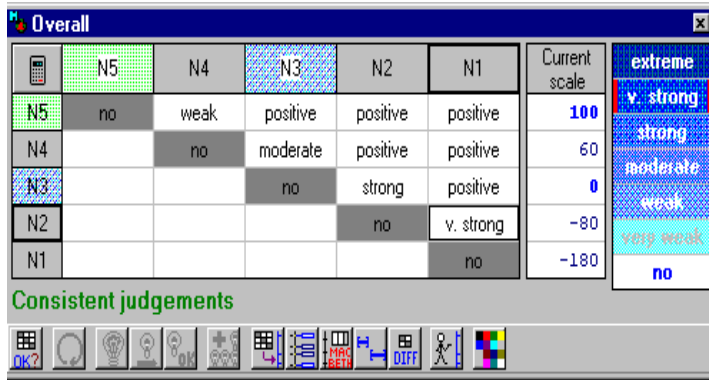 Overall
N5 N4 N3 N2 N1 Current scale extreme
v. strong
N5 no weak positive positive positive 100
strong
N4 no moderate positive positive 60
moderate
N3 no strong positive 0
weak
N2 no v. strong -80
very weak
N1 no -180
no
Consistent judgements
OK? OK MAC BETH DIFF